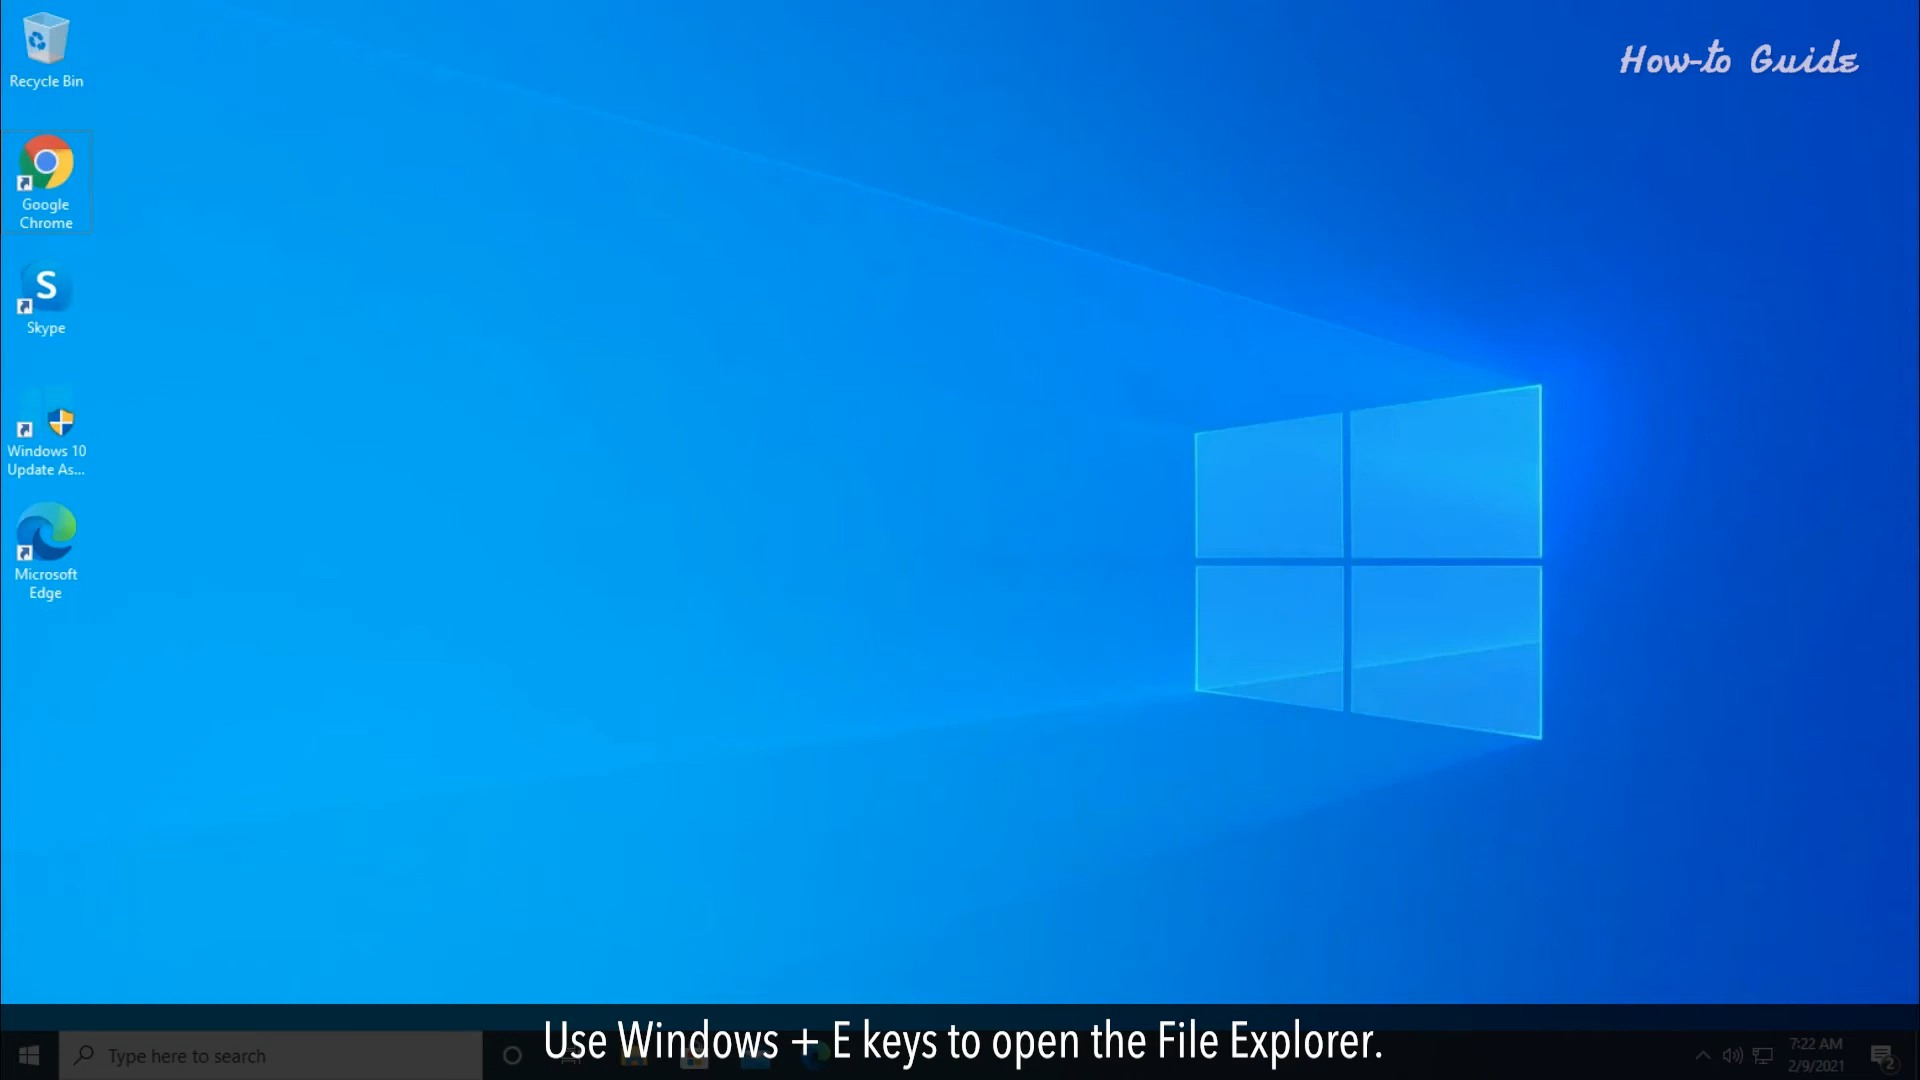 Recycle Bin
How-to Guide
Google
Chrome
S
Skype
Windows 10
Update As...
Microsoft
Edge
Use Windows + E keys to open the File Explorer.
Type here to search
7:22 AM
2/9/2021
2